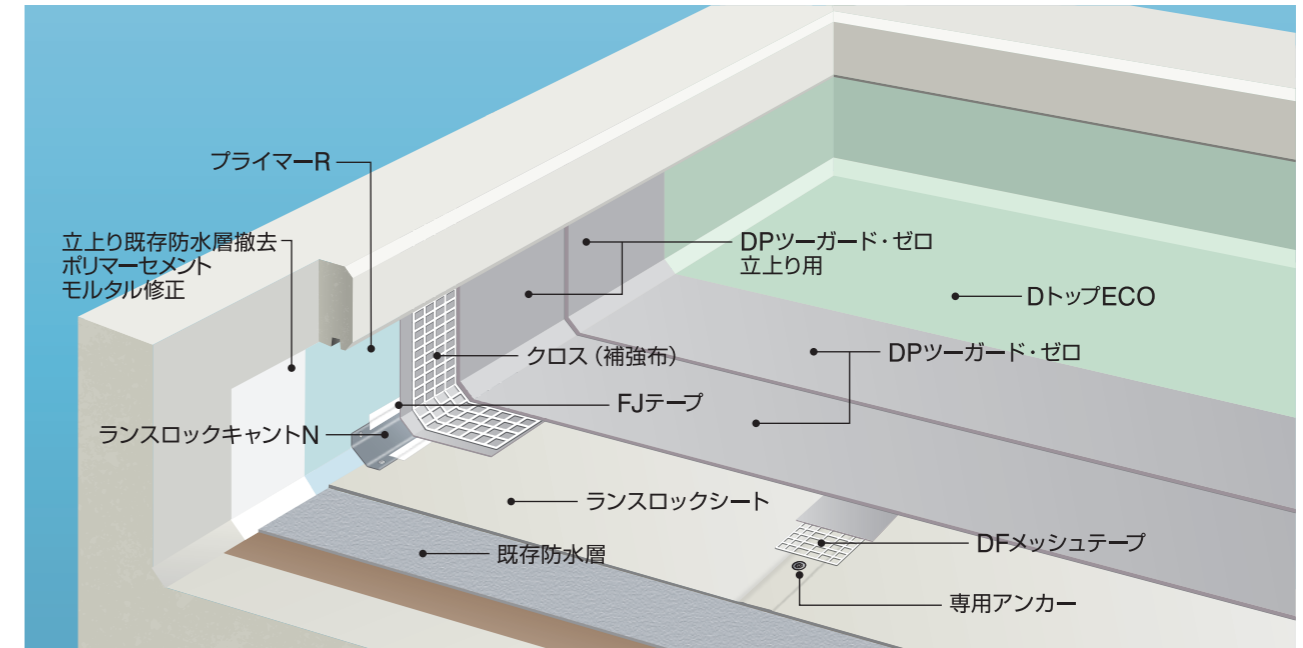 プライマーR
立上り既存防水層撤去
ポリマーセメント
モルタル修正
ランスロックキャントN
DPツーガード・ゼロ
立上り用
DトップECO
クロス（補強布）
DPツーガード・ゼロ
FJテープ
ランスロックシート
既存防水層
DFメッシュテープ
専用アンカー